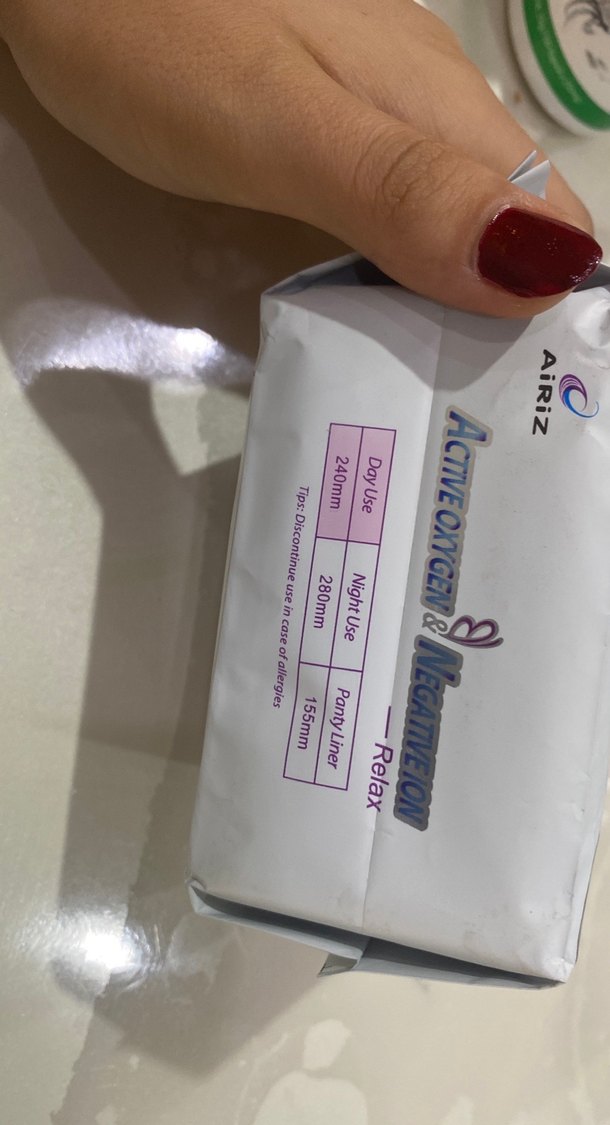 AiRiZ
ACTIVE OXYGEN & NEGATIVE ION
— Relax
Day Use Night Use Panty Liner
240mm 280mm 155mm
Tips: Discontinue use in case of allergies